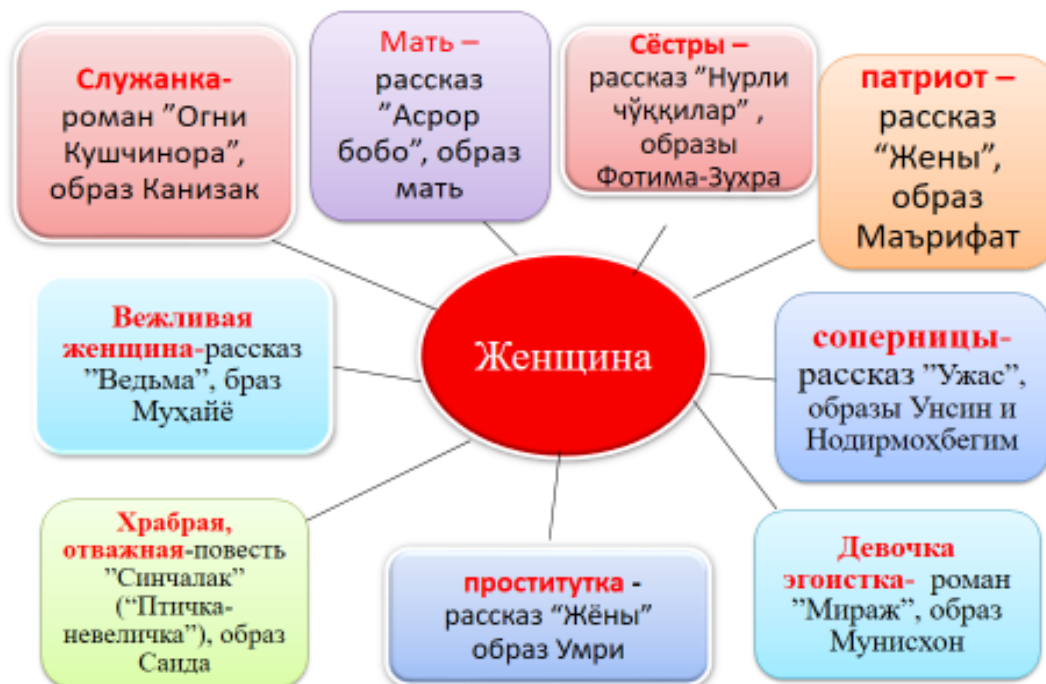 Служанка-
роман ”Огни
Кушчинора”,
образ Канизак
Мать –
рассказ
”Асрор
бобо”, образ
мать
Сёстры –
рассказ ”Нурли
чўққилар” ,
образы
Фотима-Зухра
патриот –
рассказ
“Жены”,
образ
Маърифат
Вежливая
женщина-рассказ
”Ведьма”, браз
Муҳайё
Женщина
соперницы-
рассказ ”Ужас”,
образы Унсин и
Нодирмоҳбегим
Храбрая,
отважная-повесть
”Синчалак”
(“Птичка-
невеличка”), образ
Саида
проститутка -
рассказ “Жёны”
образ Умри
Девочка
эгоистка- роман
”Мираж”, образ
Мунисхон